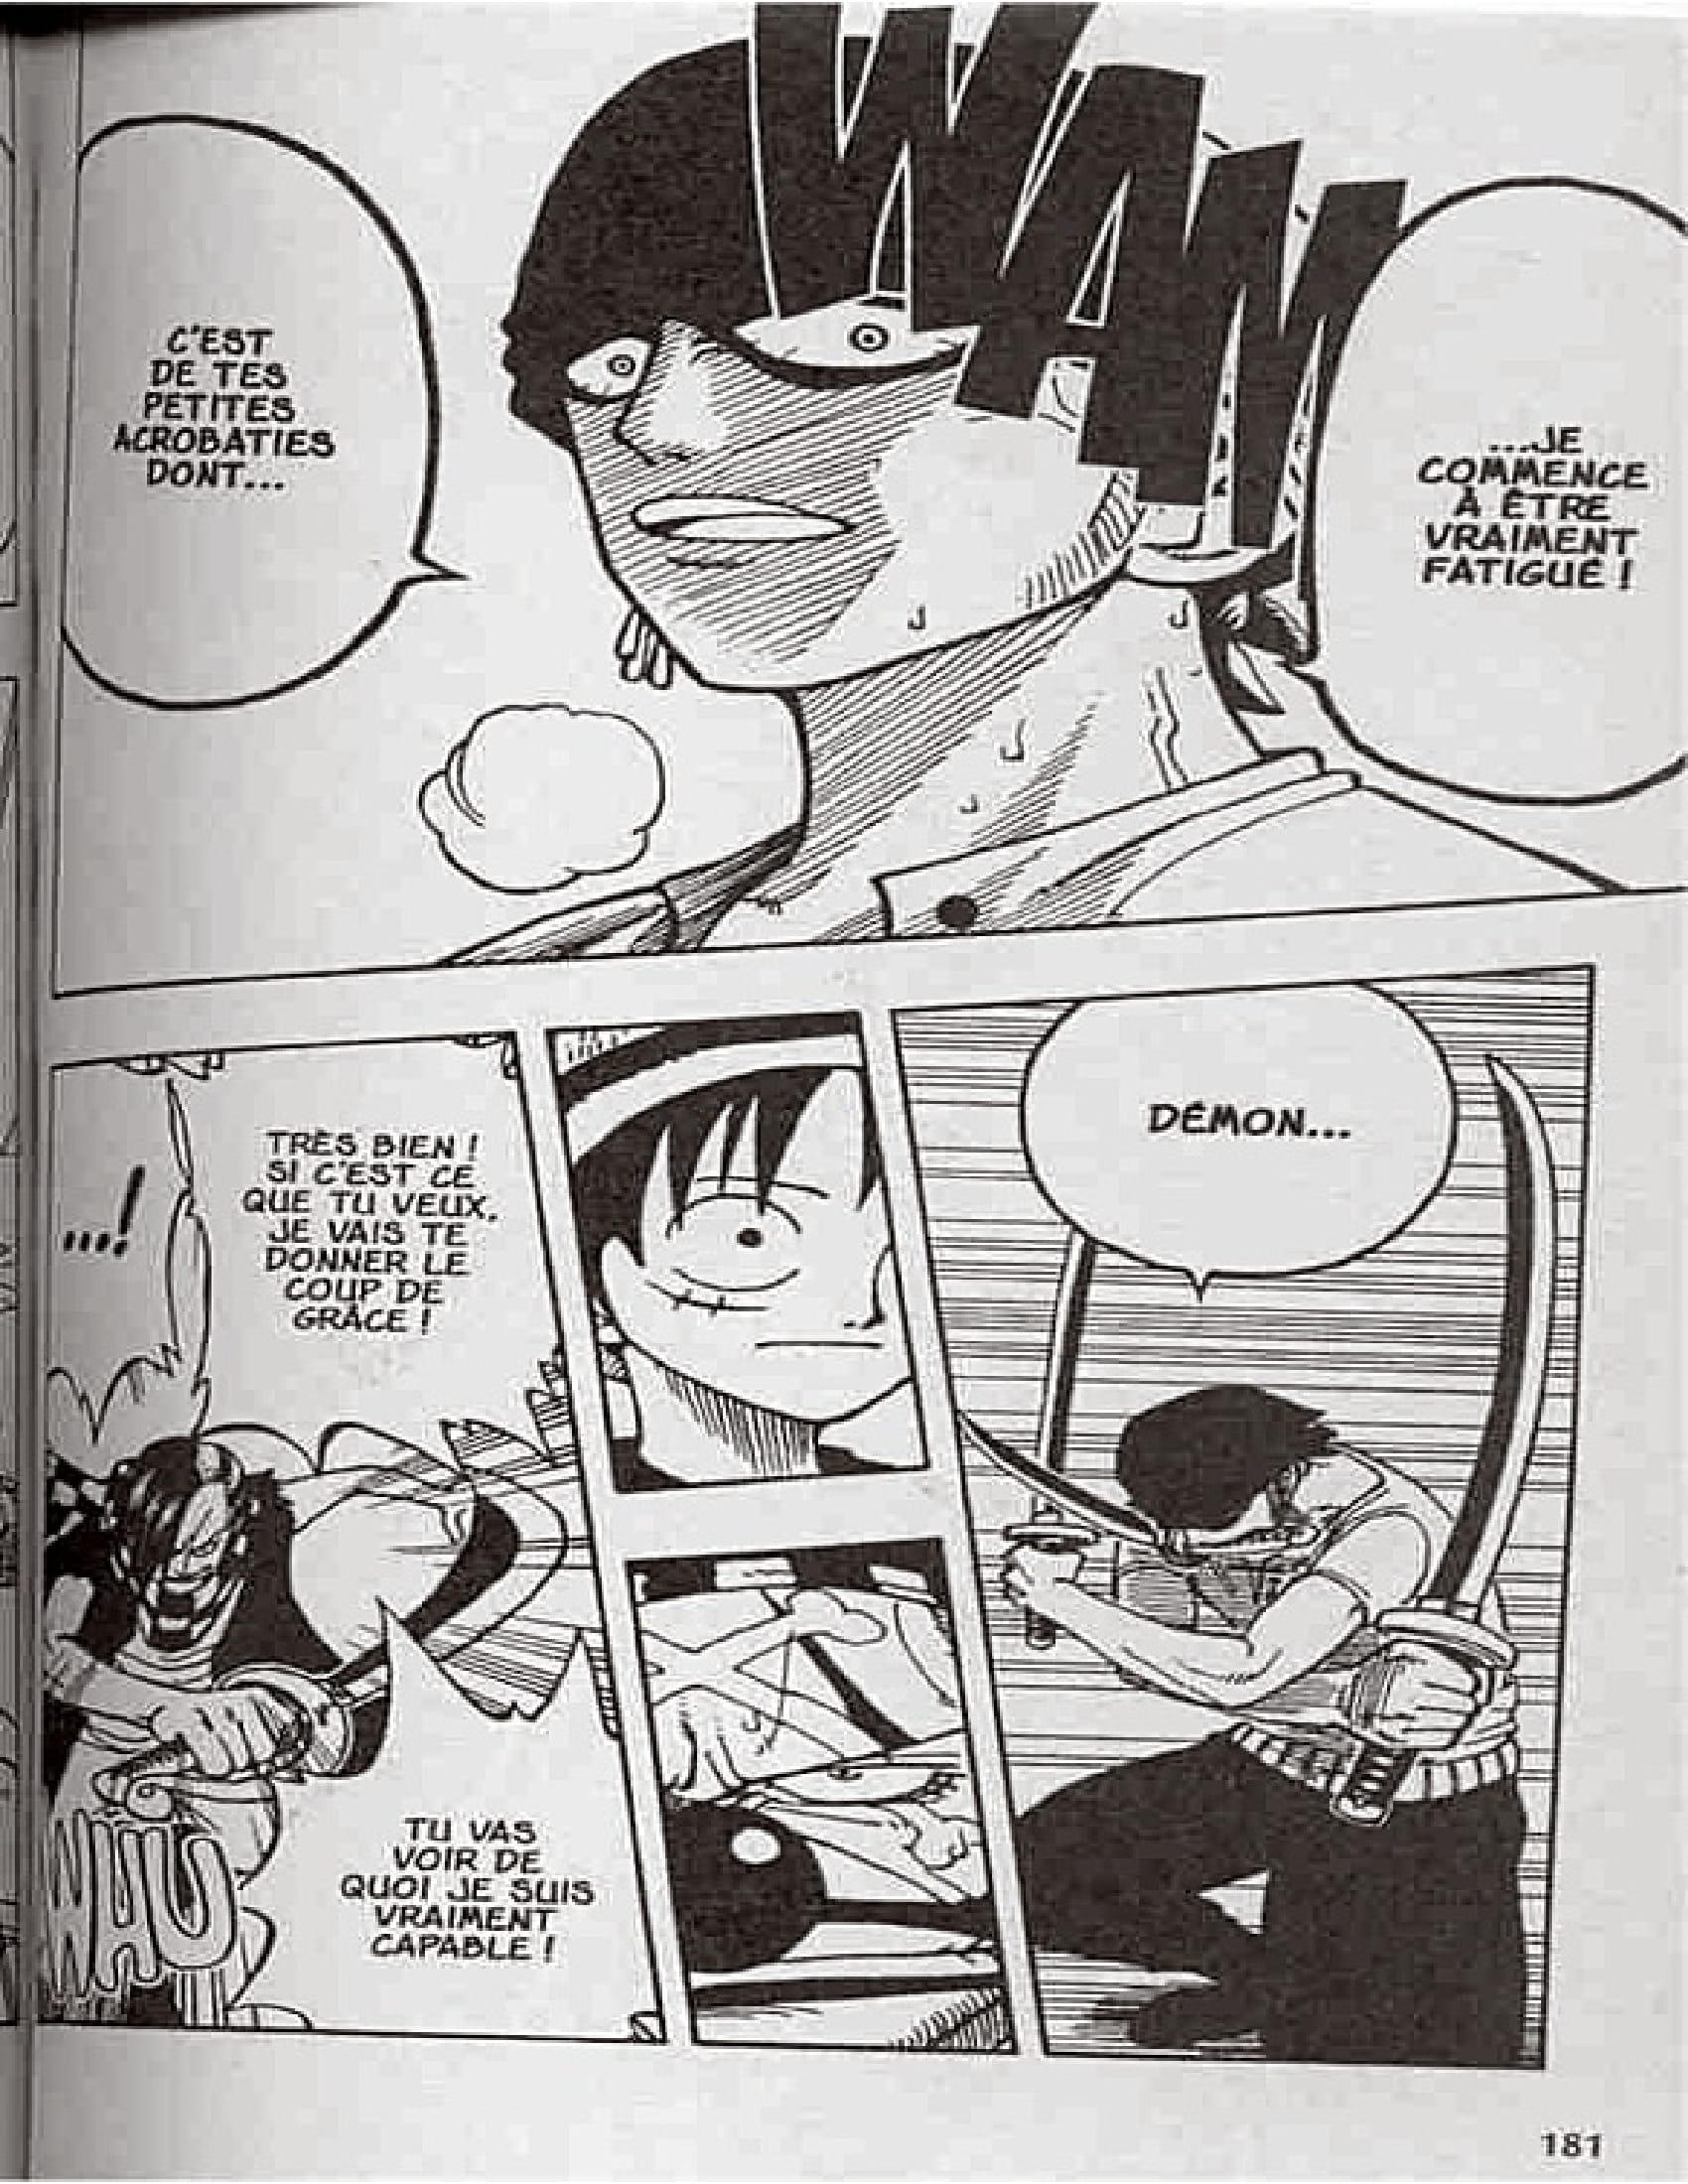 WAM
C'EST
DE TES
PETITES
ACROBATIES
DONT...
...JE
COMMENCE
À ÊTRE
VRAIMENT
FATIGUÉ !
DÉMON...
TRÈS BIEN !
SI C'EST CE
QUE TU VEUX,
JE VAIS TE
DONNER LE
COUP DE
GRÂCE !
...!
TU VAS
VOIR DE
QUOI JE SUIS
VRAIMENT
CAPABLE !
181